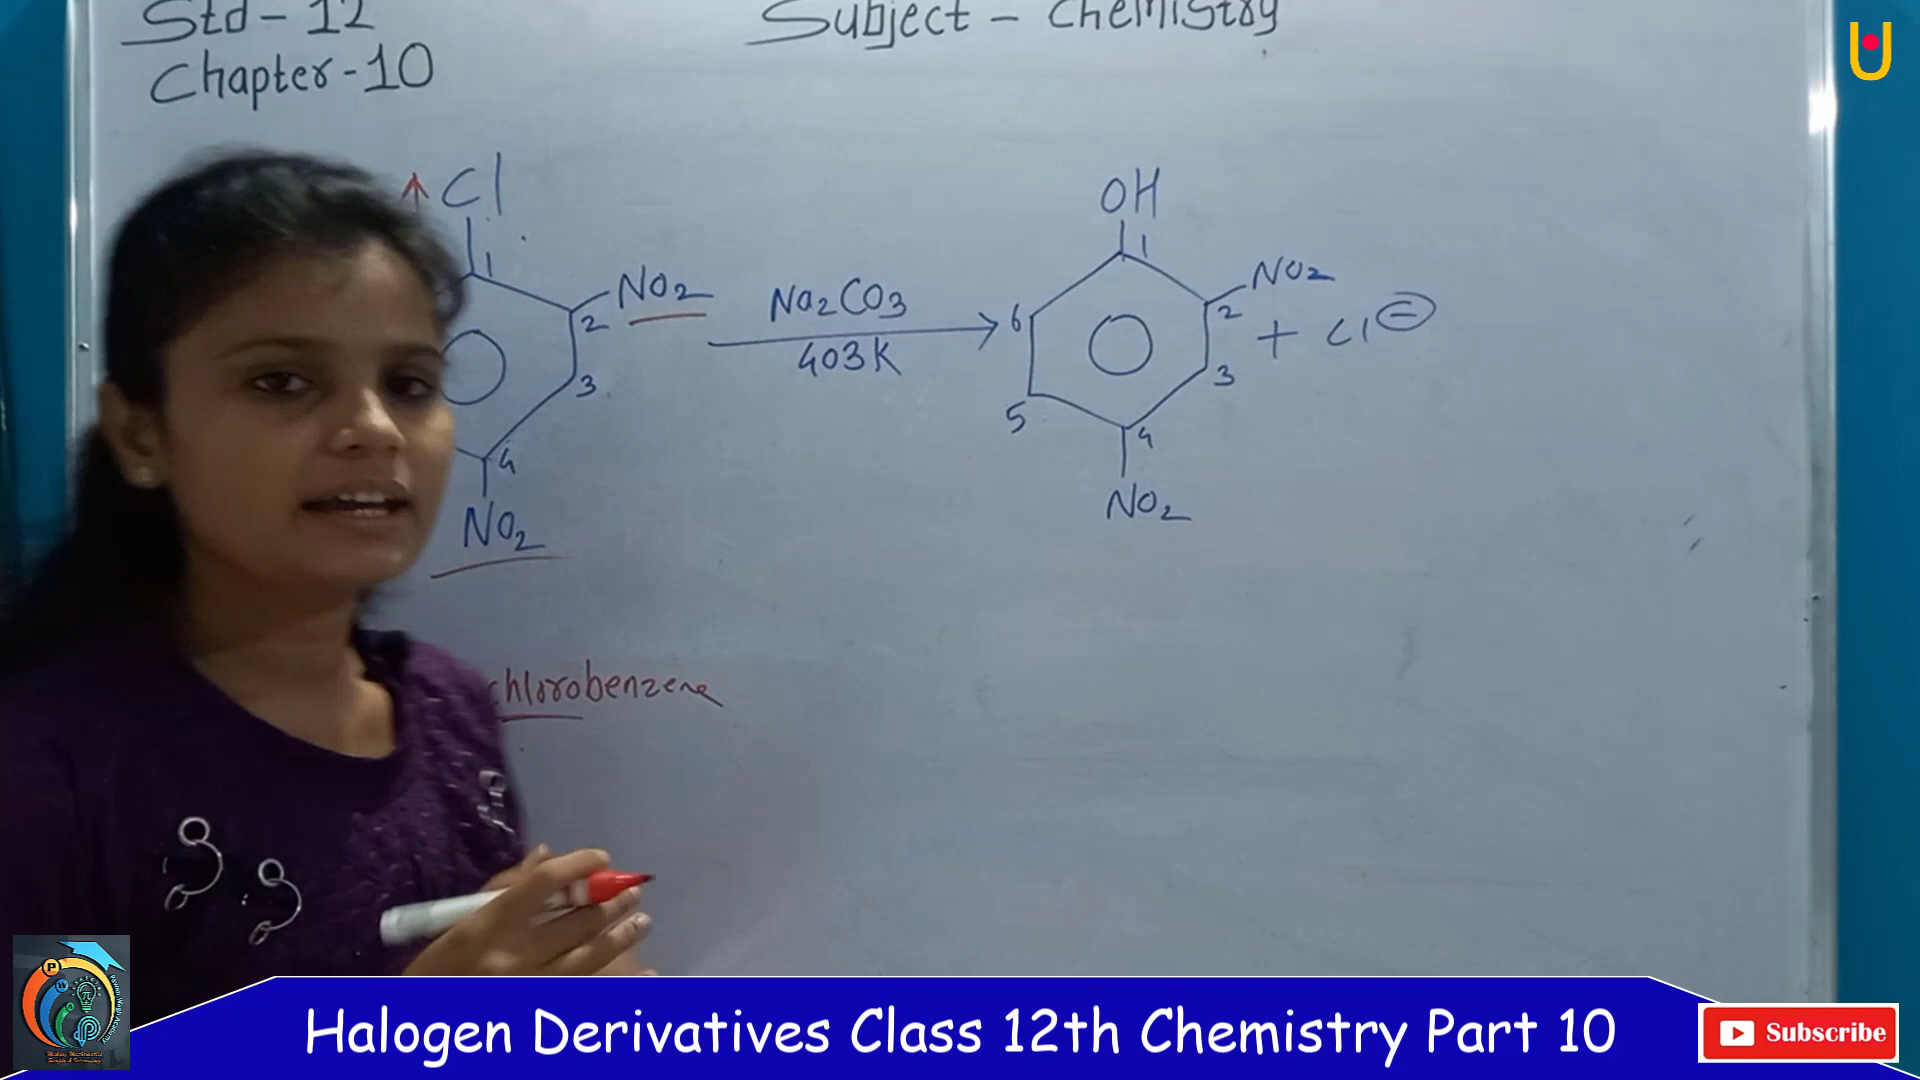 Std - 12
Subject - Chemistry
Chapter - 10
Cl
1
NO2
2
3
4
NO2
Na2CO3
403K
OH
1
NO2
2
3
4
5
6
NO2
+ Cl⊖
chlorobenzene
Halogen Derivatives Class 12th Chemistry Part 10
Subscribe